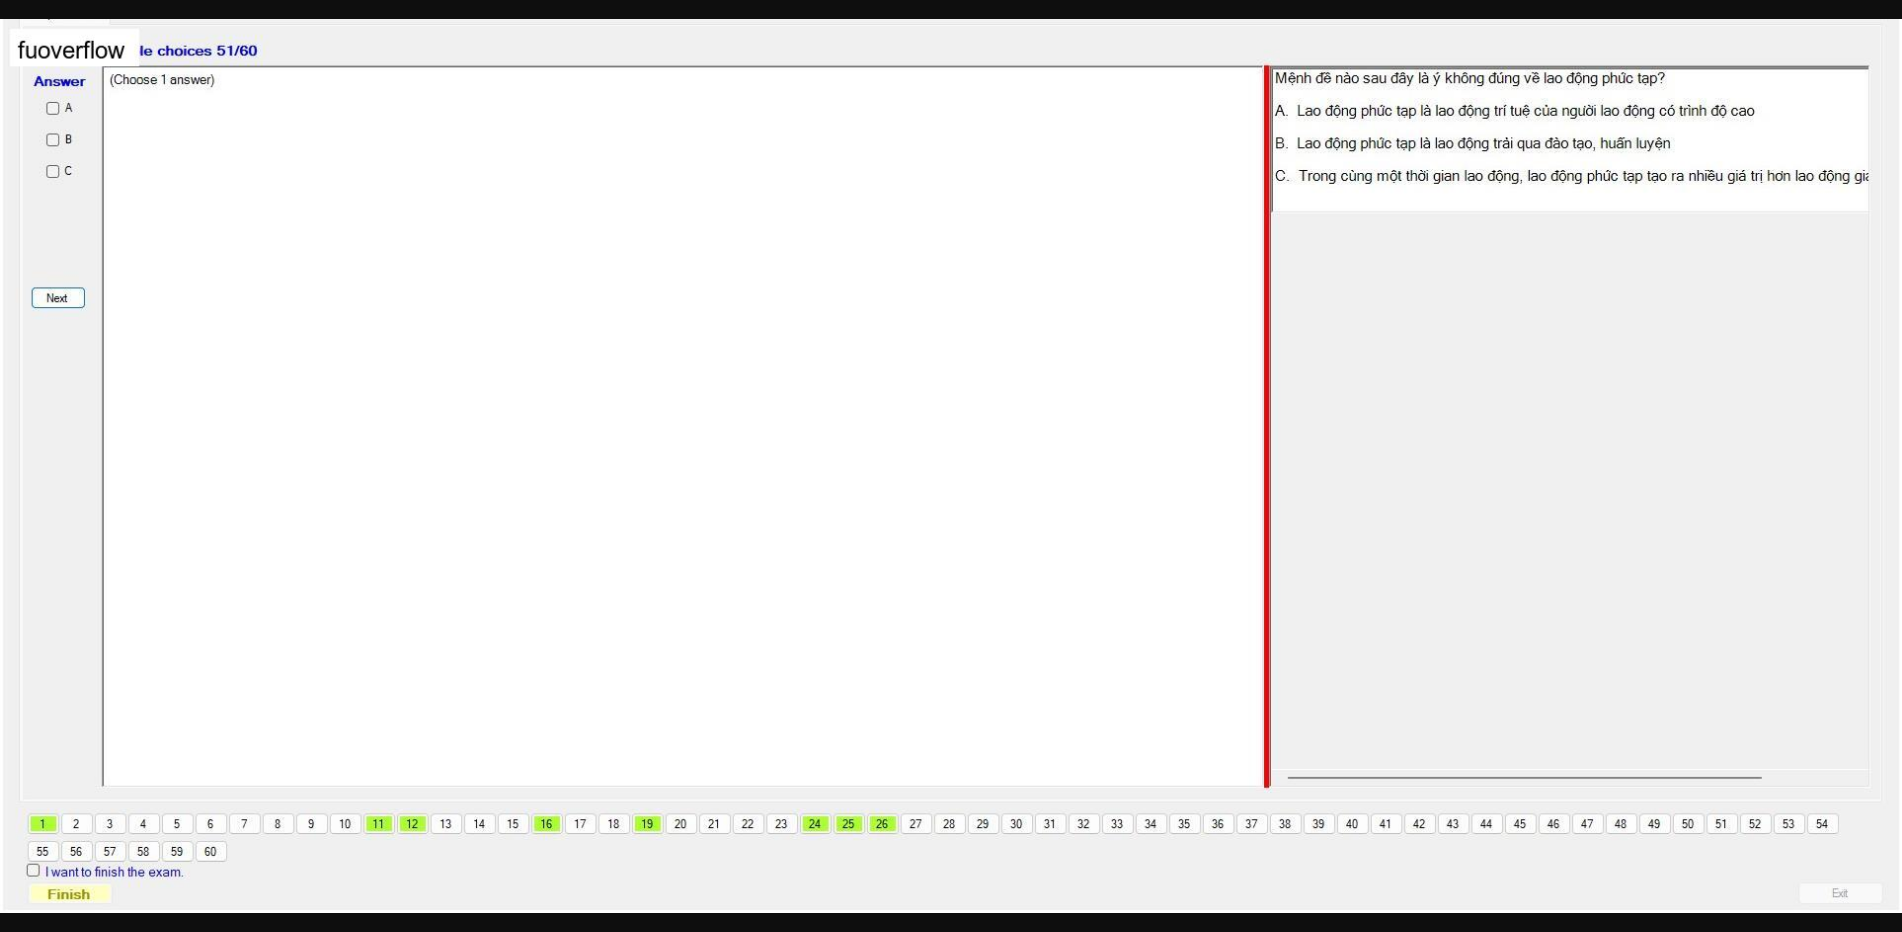 fuoverflow le choices 51/60
Answer
(Choose 1 answer)
A
B
C
Next
Mệnh đề nào sau đây là ý không đúng về lao động phức tạp?
A. Lao động phức tạp là lao động trí tuệ của người lao động có trình độ cao
B. Lao động phức tạp là lao động trải qua đào tạo, huấn luyện
C. Trong cùng một thời gian lao động, lao động phức tạp tạo ra nhiều giá trị hơn lao động giả
1 2 3 4 5 6 7 8 9 10 11 12 13 14 15 16 17 18 19 20 21 22 23 24 25 26 27 28 29 30 31 32 33 34 35 36 37 38 39 40 41 42 43 44 45 46 47 48 49 50 51 52 53 54
55 56 57 58 59 60
I want to finish the exam.
Finish
Exit